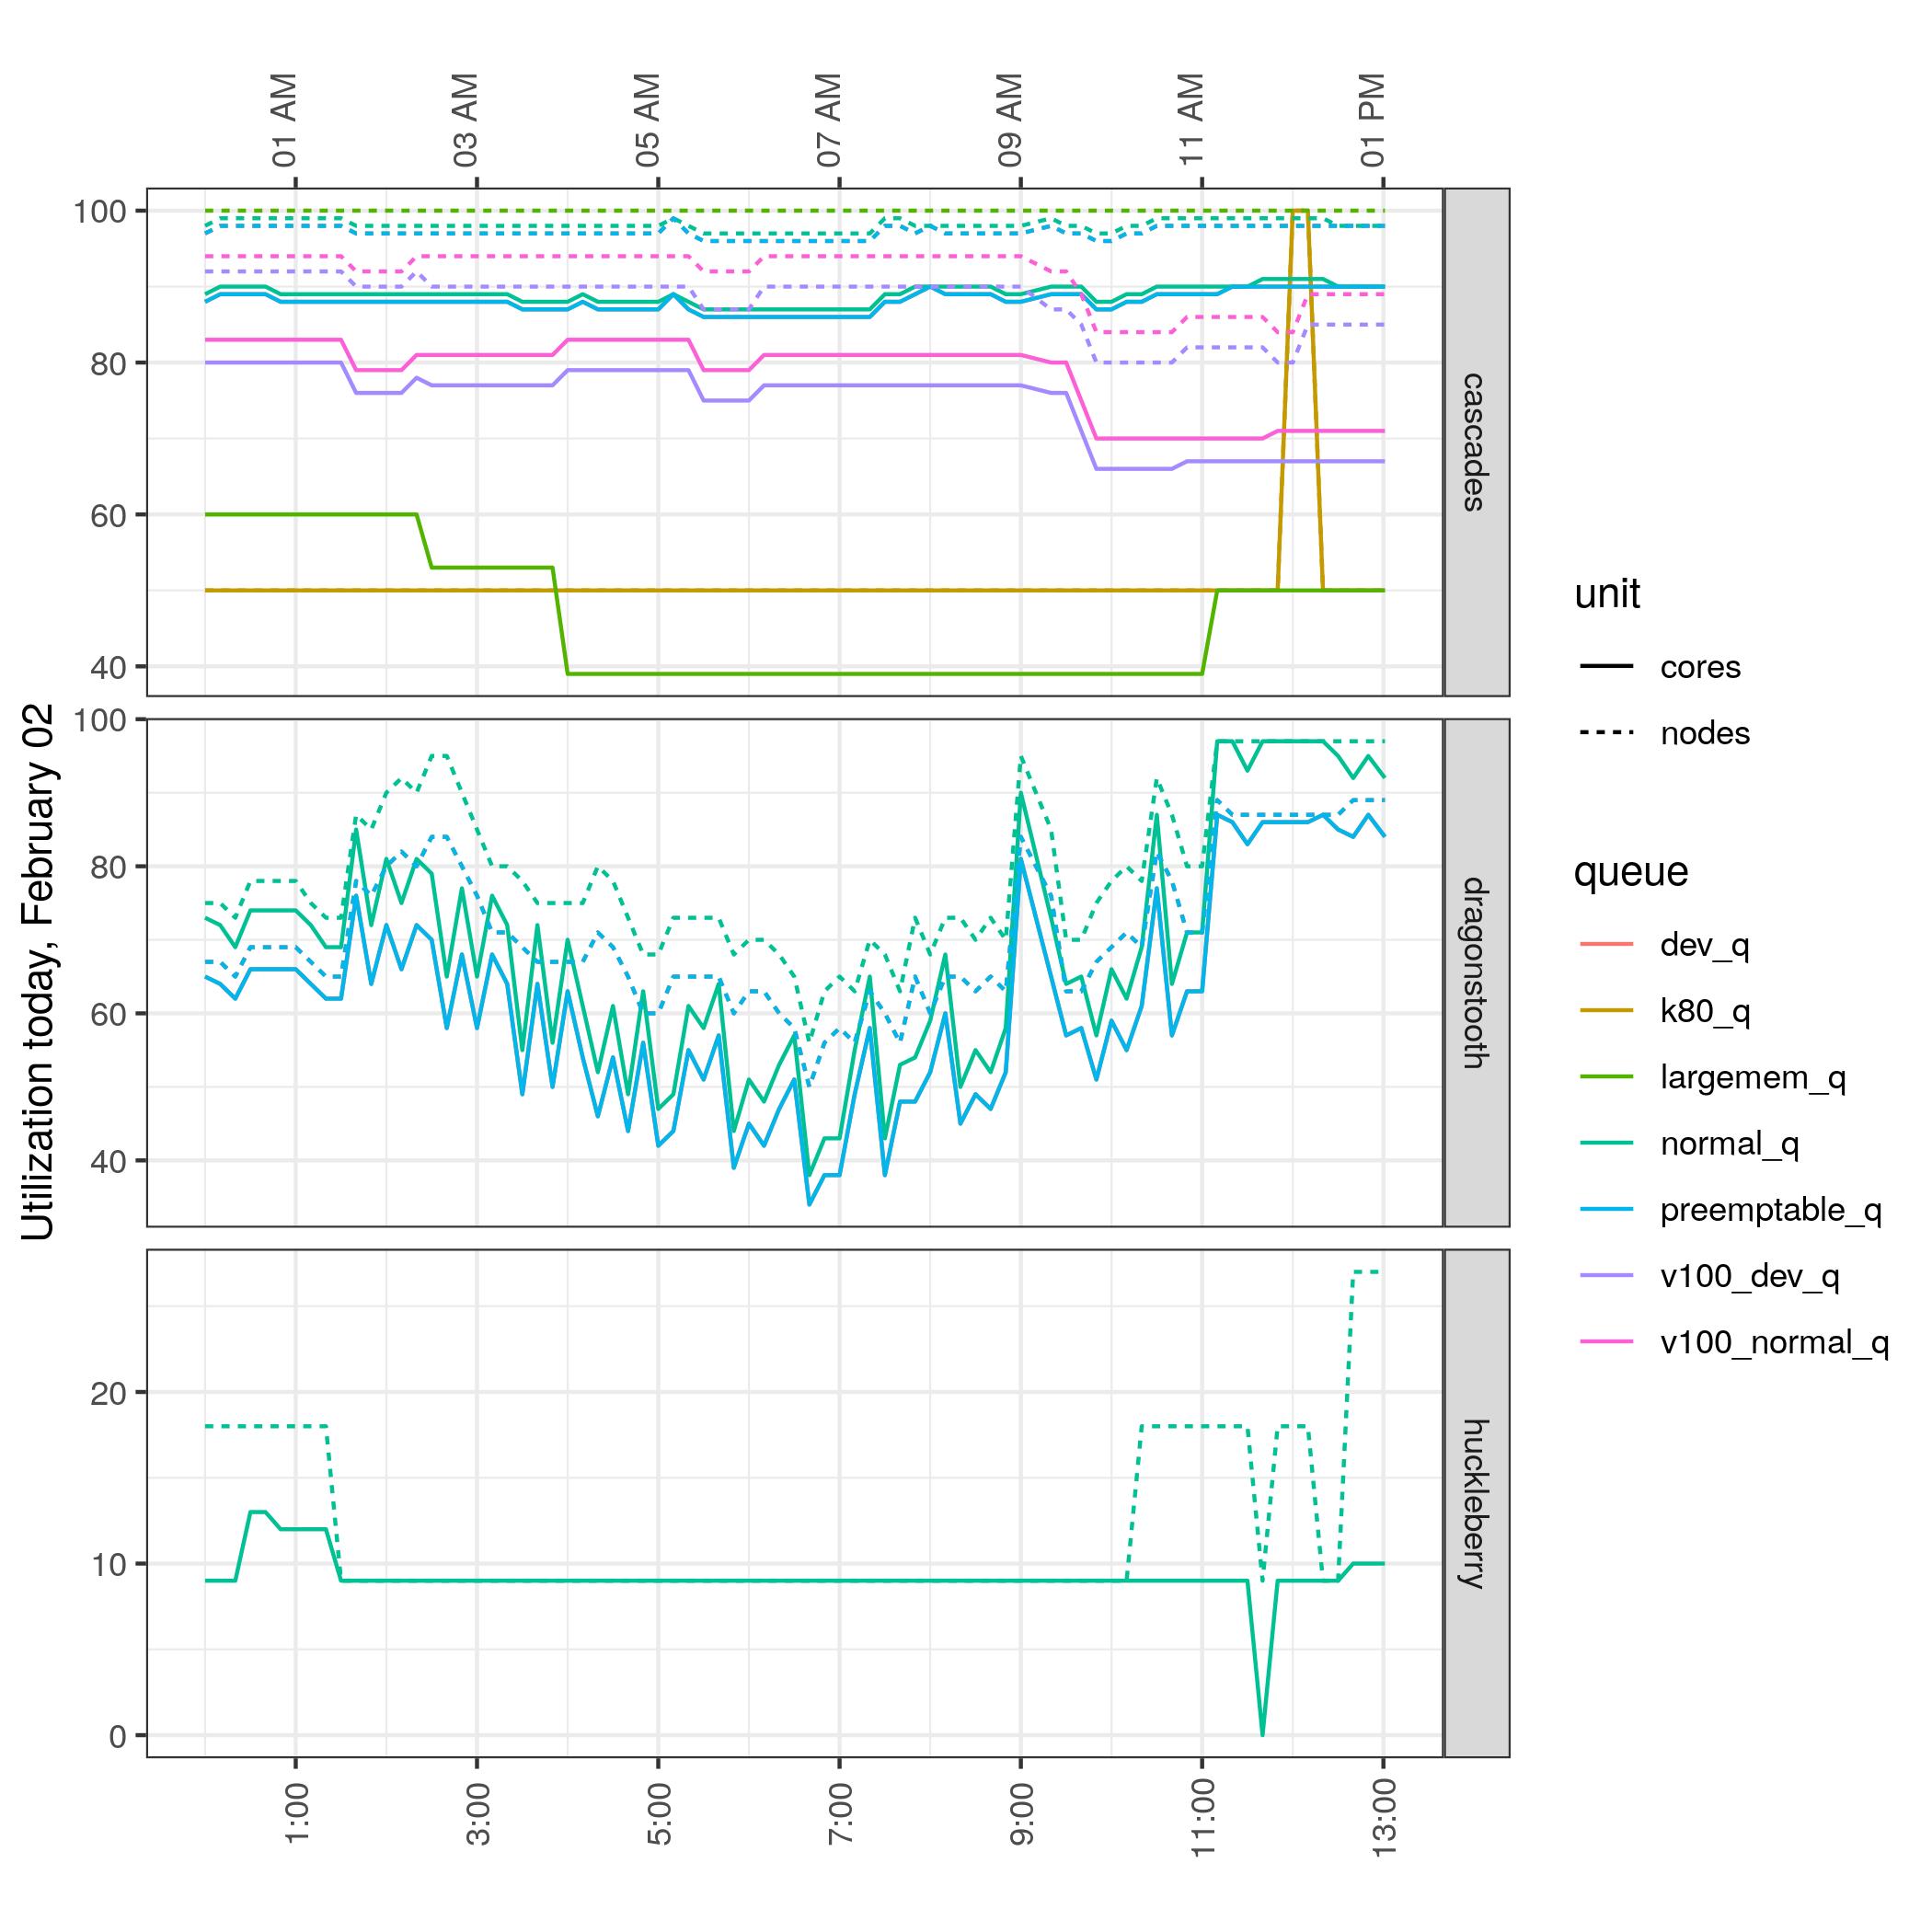 01 AM
03 AM
05 AM
07 AM
09 AM
11 AM
01 PM
Utilization today, February 02
100
80
60
40
cascades
100
80
60
40
dragonstooth
20
10
0
huckleberry
1:00
3:00
5:00
7:00
9:00
11:00
13:00
unit
cores
nodes
queue
dev_q
k80_q
largemem_q
normal_q
preemptable_q
v100_dev_q
v100_normal_q